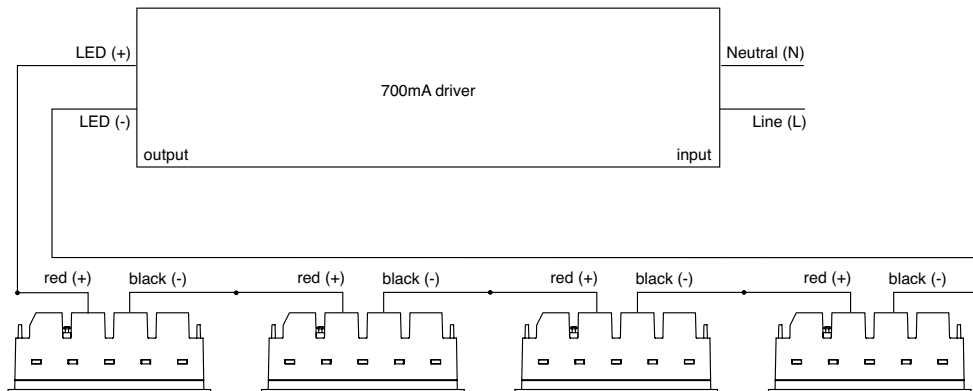 LED (+)
Neutral (N)
700mA driver
LED (-)
Line (L)
output
input
red (+)
black (-)
red (+)
black (-)
red (+)
black (-)
red (+)
black (-)